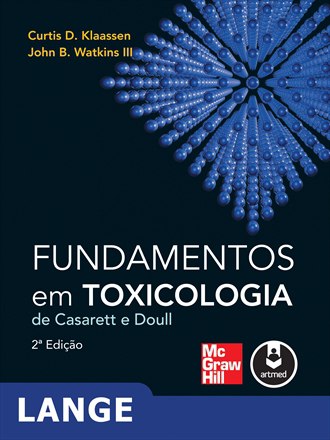 Curtis D. Klaassen
John B. Watkins III
FUNDAMENTOS
em TOXICOLOGIA
de Casarett e Doull
2ª Edição
Mc
Graw
Hill
artmed
LANGE